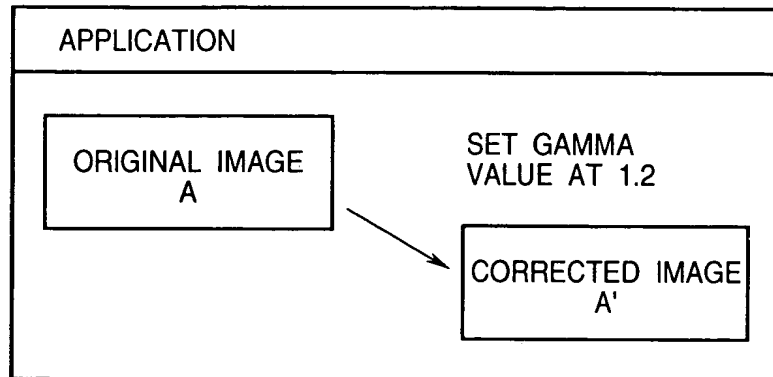 APPLICATION
ORIGINAL IMAGE
A
SET GAMMA
VALUE AT 1.2
CORRECTED IMAGE
A'